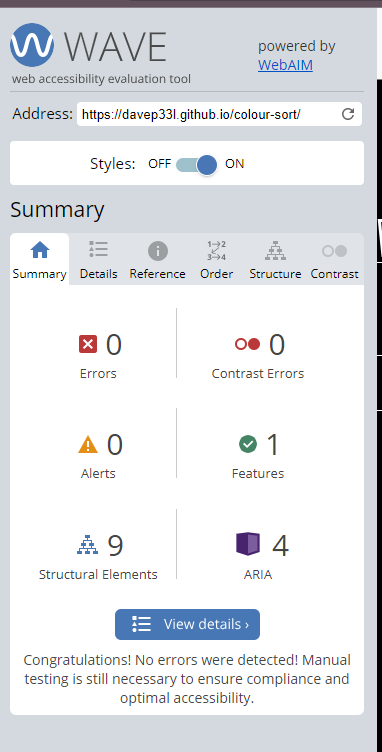 WAVE
web accessibility evaluation tool
powered by
WebAIM
Address: https://davep33l.github.io/colour-sort/
Styles: OFF ON
Summary
Summary Details Reference Order Structure Contrast
0 0
Errors Contrast Errors
0 1
Alerts Features
9 4
Structural Elements ARIA
View details ›
Congratulations! No errors were detected! Manual
testing is still necessary to ensure compliance and
optimal accessibility.